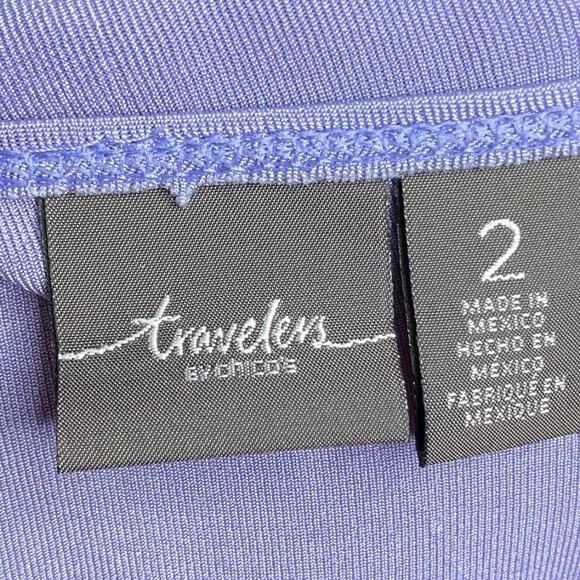 travelers
BY CHICO'S
2
MADE IN
MEXICO
HECHO EN
MEXICO
FABRIQUE EN
MEXIQUE